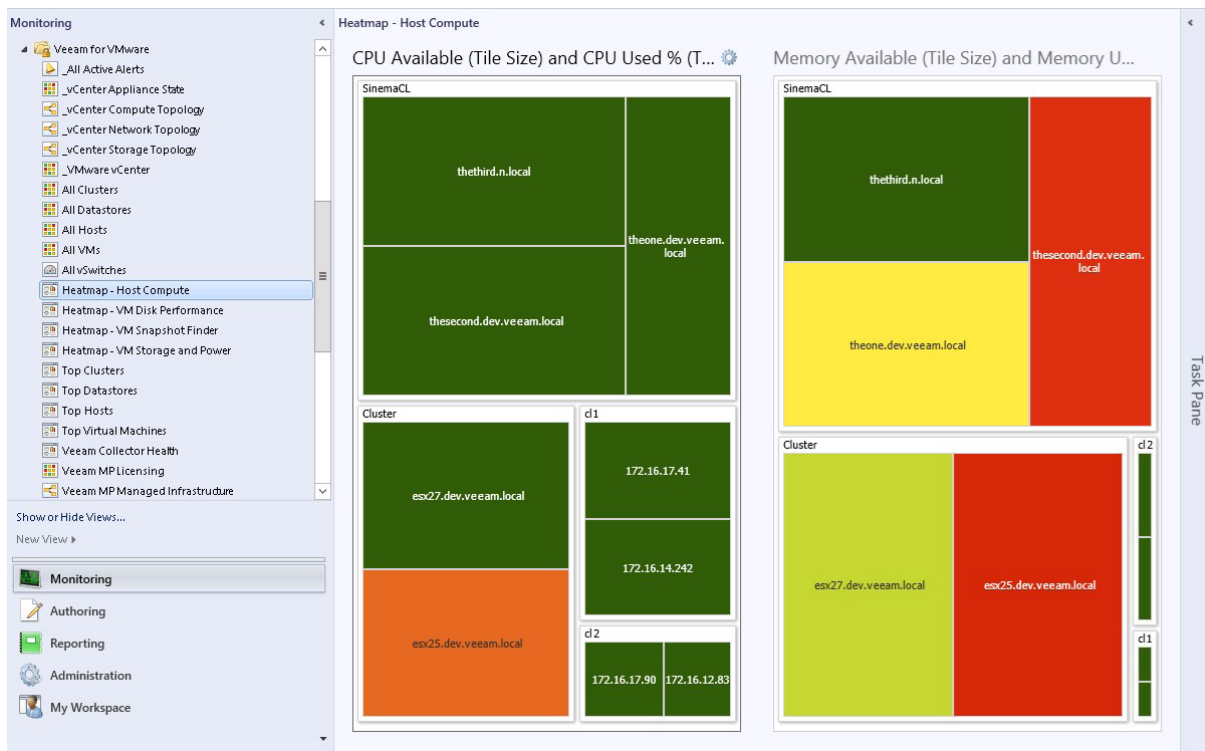 Monitoring
Veeam for VMware
_All Active Alerts
_vCenter Appliance State
_vCenter Compute Topology
_vCenter Network Topology
_vCenter Storage Topology
_VMware vCenter
All Clusters
All Datastores
All Hosts
All VMs
All vSwitches
Heatmap - Host Compute
Heatmap - VM Disk Performance
Heatmap - VM Snapshot Finder
Heatmap - VM Storage and Power
Top Clusters
Top Datastores
Top Hosts
Top Virtual Machines
Veeam Collector Health
Veeam MP Licensing
Veeam MP Managed Infrastructure
Show or Hide Views...
New View
Monitoring
Authoring
Reporting
Administration
My Workspace
Heatmap - Host Compute
CPU Available (Tile Size) and CPU Used % (T...
SinemaCL
thethird.n.local
theone.dev.veeam.
local
thesecond.dev.veeam.local
Cluster
esx27.dev.veeam.local
esx25.dev.veeam.local
cl1
172.16.17.41
172.16.14.242
cl2
172.16.17.90
172.16.12.83
Memory Available (Tile Size) and Memory U...
SinemaCL
thethird.n.local
thesecond.dev.veeam.
local
theone.dev.veeam.local
Cluster
esx27.dev.veeam.local
esx25.dev.veeam.local
cl2
cl1
Task Pane